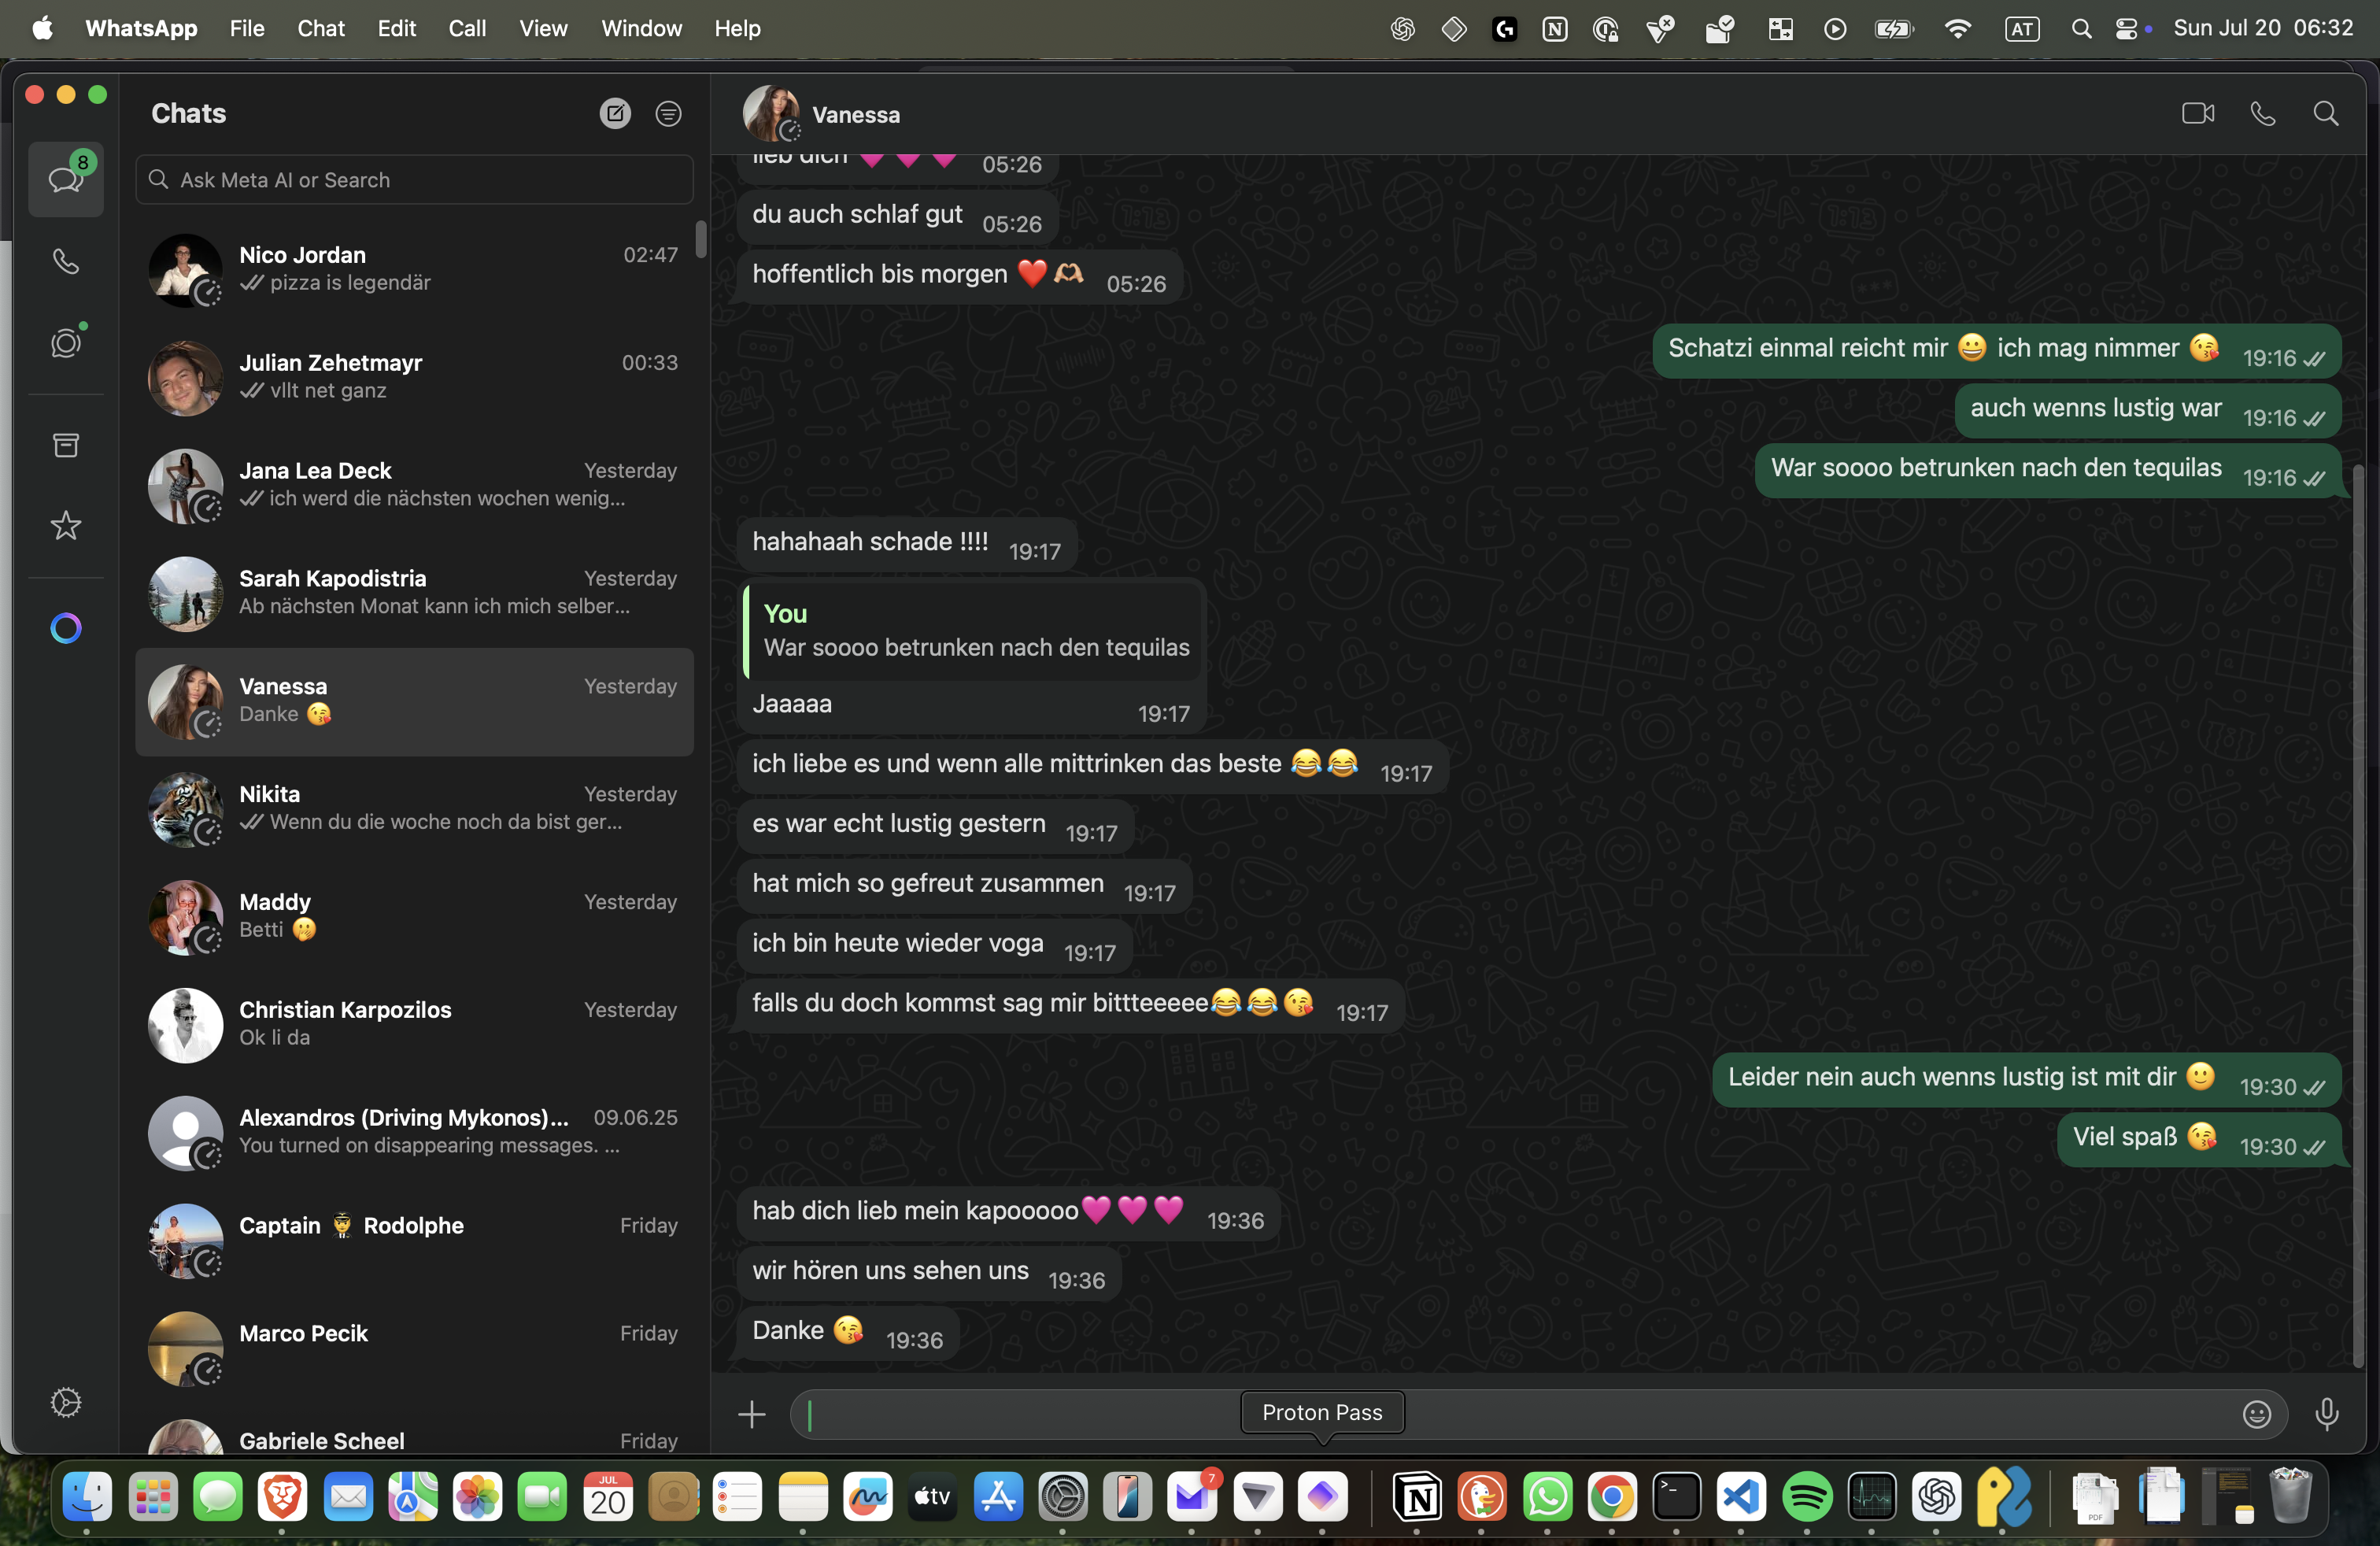 WhatsApp File Chat Edit Call View Window Help
AT
Sun Jul 20 06:32
Chats
8
Ask Meta AI or Search
Nico Jordan 02:47
pizza is legendär
Julian Zehetmayr 00:33
vllt net ganz
Jana Lea Deck Yesterday
ich werd die nächsten wochen wenig...
Sarah Kapodistria Yesterday
Ab nächsten Monat kann ich mich selber...
Vanessa Yesterday
Danke 😘
Nikita Yesterday
Wenn du die woche noch da bist ger...
Maddy Yesterday
Betti 🤭
Christian Karpozilos Yesterday
Ok li da
Alexandros (Driving Mykonos)... 09.06.25
You turned on disappearing messages. ...
Captain 👨‍✈️ Rodolphe Friday
Marco Pecik Friday
Gabriele Scheel Friday
Vanessa
lieb dich 💗💗💗 05:26
du auch schlaf gut 05:26
hoffentlich bis morgen ❤️🫶🏼 05:26
Schatzi einmal reicht mir 😀 ich mag nimmer 😘 19:16
auch wenns lustig war 19:16
War soooo betrunken nach den tequilas 19:16
hahahaah schade !!!! 19:17
You
War soooo betrunken nach den tequilas
Jaaaaa 19:17
ich liebe es und wenn alle mittrinken das beste 😂😂 19:17
es war echt lustig gestern 19:17
hat mich so gefreut zusammen 19:17
ich bin heute wieder voga 19:17
falls du doch kommst sag mir bittteeeee😂😂😘 19:17
Leider nein auch wenns lustig ist mit dir 🙂 19:30
Viel spaß 😘 19:30
hab dich lieb mein kapooooo💗💗💗 19:36
wir hören uns sehen uns 19:36
Danke 😘 19:36
Proton Pass
JUL
20
tv
7
PDF